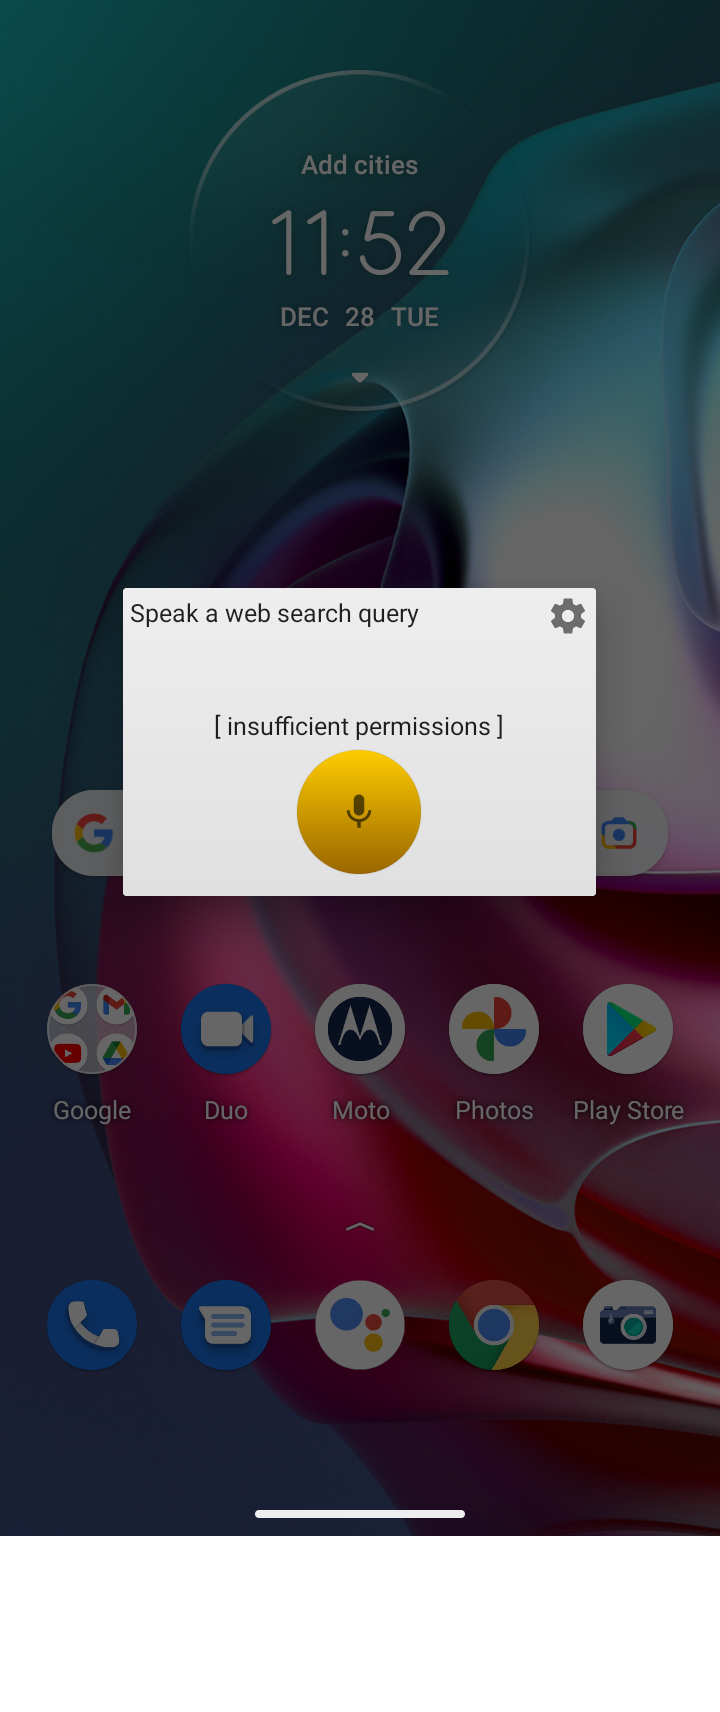 Add cities
11:52
DEC 28 TUE
Speak a web search query
[ insufficient permissions ]
Google
Duo
Moto
Photos
Play Store